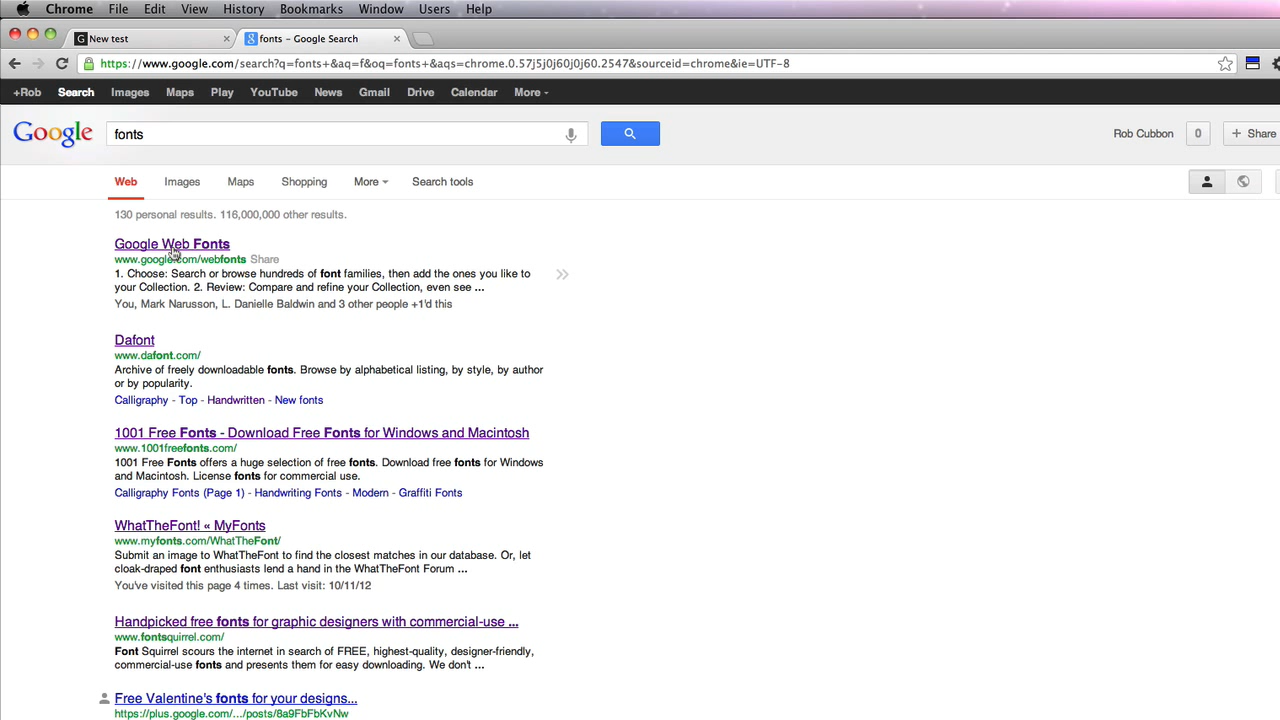 Chrome File Edit View History Bookmarks Window Users Help
New test
fonts - Google Search
https://www.google.com/search?q=fonts+&aq=f&oq=fonts+&aqs=chrome.0.57j5j0j60j0j60.2547&sourceid=chrome&ie=UTF-8
+Rob Search Images Maps Play YouTube News Gmail Drive Calendar More
Google
fonts
Rob Cubbon
0
+ Share
Web Images Maps Shopping More Search tools
130 personal results. 116,000,000 other results.
Google Web Fonts
www.google.com/webfonts Share
1. Choose: Search or browse hundreds of font families, then add the ones you like to
your Collection. 2. Review: Compare and refine your Collection, even see ...
You, Mark Narusson, L. Danielle Baldwin and 3 other people +1'd this
Dafont
www.dafont.com/
Archive of freely downloadable fonts. Browse by alphabetical listing, by style, by author
or by popularity.
Calligraphy - Top - Handwritten - New fonts
1001 Free Fonts - Download Free Fonts for Windows and Macintosh
www.1001freefonts.com/
1001 Free Fonts offers a huge selection of free fonts. Download free fonts for Windows
and Macintosh. License fonts for commercial use.
Calligraphy Fonts (Page 1) - Handwriting Fonts - Modern - Graffiti Fonts
WhatTheFont! « MyFonts
www.myfonts.com/WhatTheFont/
Submit an image to WhatTheFont to find the closest matches in our database. Or, let
cloak-draped font enthusiasts lend a hand in the WhatTheFont Forum ...
You've visited this page 4 times. Last visit: 10/11/12
Handpicked free fonts for graphic designers with commercial-use ...
www.fontsquirrel.com/
Font Squirrel scours the internet in search of FREE, highest-quality, designer-friendly,
commercial-use fonts and presents them for easy downloading. We don't ...
Free Valentine's fonts for your designs...
https://plus.google.com/.../posts/8a9FbFbKvNw